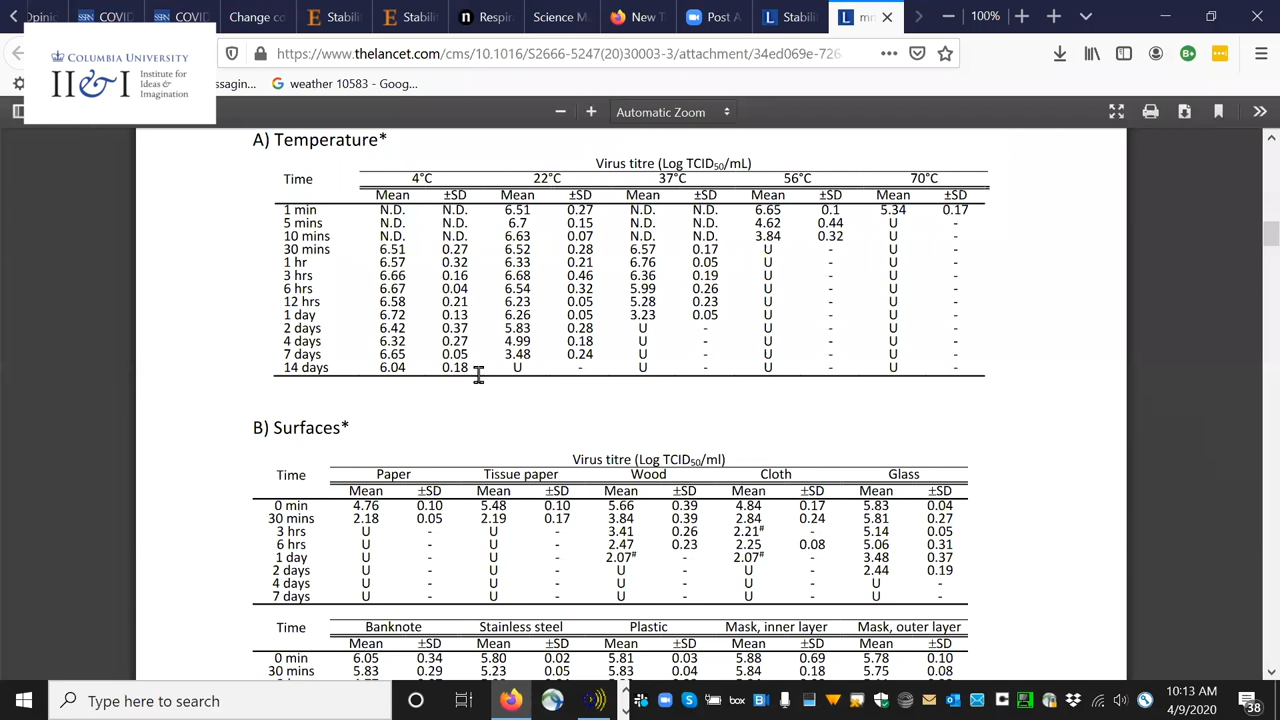 Opinic
COVID
COVID
Change co
Stabilit
Stabilit
Respir
Science M
New T
Post A
Stabili
mn
100%
COLUMBIA UNIVERSITY
II&I Institute for
Ideas &
Imagination
https://www.thelancet.com/cms/10.1016/S2666-5247(20)30003-3/attachment/34ed069e-726
ssagin...
weather 10583 - Goog...
Automatic Zoom
A) Temperature*
Virus titre (Log TCID50/mL)
Time 4°C 22°C 37°C 56°C 70°C
Mean ±SD Mean ±SD Mean ±SD Mean ±SD Mean ±SD
1 min N.D. N.D. 6.51 0.27 N.D. N.D. 6.65 0.1 5.34 0.17
5 mins N.D. N.D. 6.7 0.15 N.D. N.D. 4.62 0.44 U -
10 mins N.D. N.D. 6.63 0.07 N.D. N.D. 3.84 0.32 U -
30 mins 6.51 0.27 6.52 0.28 6.57 0.17 U - U -
1 hr 6.57 0.32 6.33 0.21 6.76 0.05 U - U -
3 hrs 6.66 0.16 6.68 0.46 6.36 0.19 U - U -
6 hrs 6.67 0.04 6.54 0.32 5.99 0.26 U - U -
12 hrs 6.58 0.21 6.23 0.05 5.28 0.23 U - U -
1 day 6.72 0.13 6.26 0.05 3.23 0.05 U - U -
2 days 6.42 0.37 5.83 0.28 U - U - U -
4 days 6.32 0.27 4.99 0.18 U - U - U -
7 days 6.65 0.05 3.48 0.24 U - U - U -
14 days 6.04 0.18 U - U - U - U -
B) Surfaces*
Virus titre (Log TCID50/ml)
Time Paper Tissue paper Wood Cloth Glass
Mean ±SD Mean ±SD Mean ±SD Mean ±SD Mean ±SD
0 min 4.76 0.10 5.48 0.10 5.66 0.39 4.84 0.17 5.83 0.04
30 mins 2.18 0.05 2.19 0.17 3.84 0.39 2.84 0.24 5.81 0.27
3 hrs U - U - 3.41 0.26 2.21# - 5.14 0.05
6 hrs U - U - 2.47 0.23 2.25 0.08 5.06 0.31
1 day U - U - 2.07# - 2.07# - 3.48 0.37
2 days U - U - U - U - 2.44 0.19
4 days U - U - U - U - U -
7 days U - U - U - U - U -
Time Banknote Stainless steel Plastic Mask, inner layer Mask, outer layer
Mean ±SD Mean ±SD Mean ±SD Mean ±SD Mean ±SD
0 min 6.05 0.34 5.80 0.02 5.81 0.03 5.88 0.69 5.78 0.10
30 mins 5.83 0.29 5.23 0.05 5.83 0.04 5.84 0.18 5.75 0.08
Type here to search
box
10:13 AM
4/9/2020
38